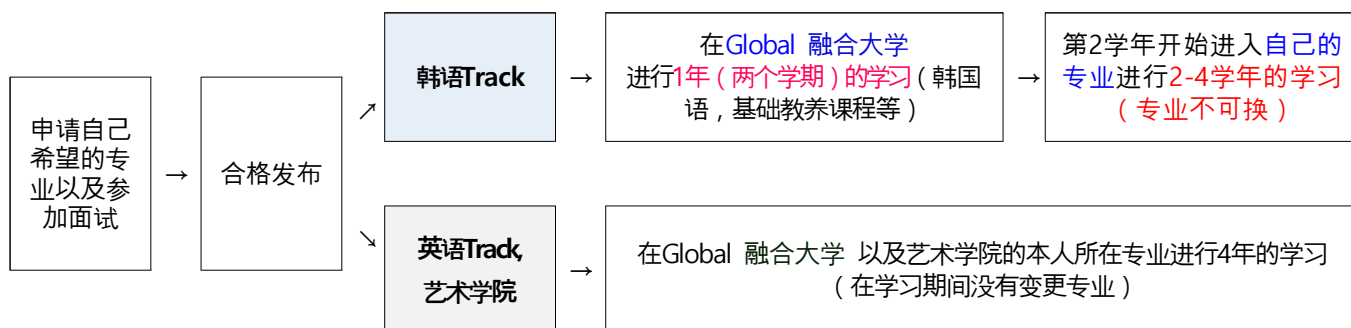 申请自己
希望的专
业以及参
加面试
→
合格发布
↗
↘
韩语Track
→
在Global 融合大学
进行1年（两个学期）的学习（韩国
语，基础教养课程等）
→
第2学年开始进入自己的
专业进行2-4学年的学习
（专业不可换）
英语Track,
艺术学院
→
在Global 融合大学 以及艺术学院的本人所在专业进行4年的学习
（在学习期间没有变更专业）